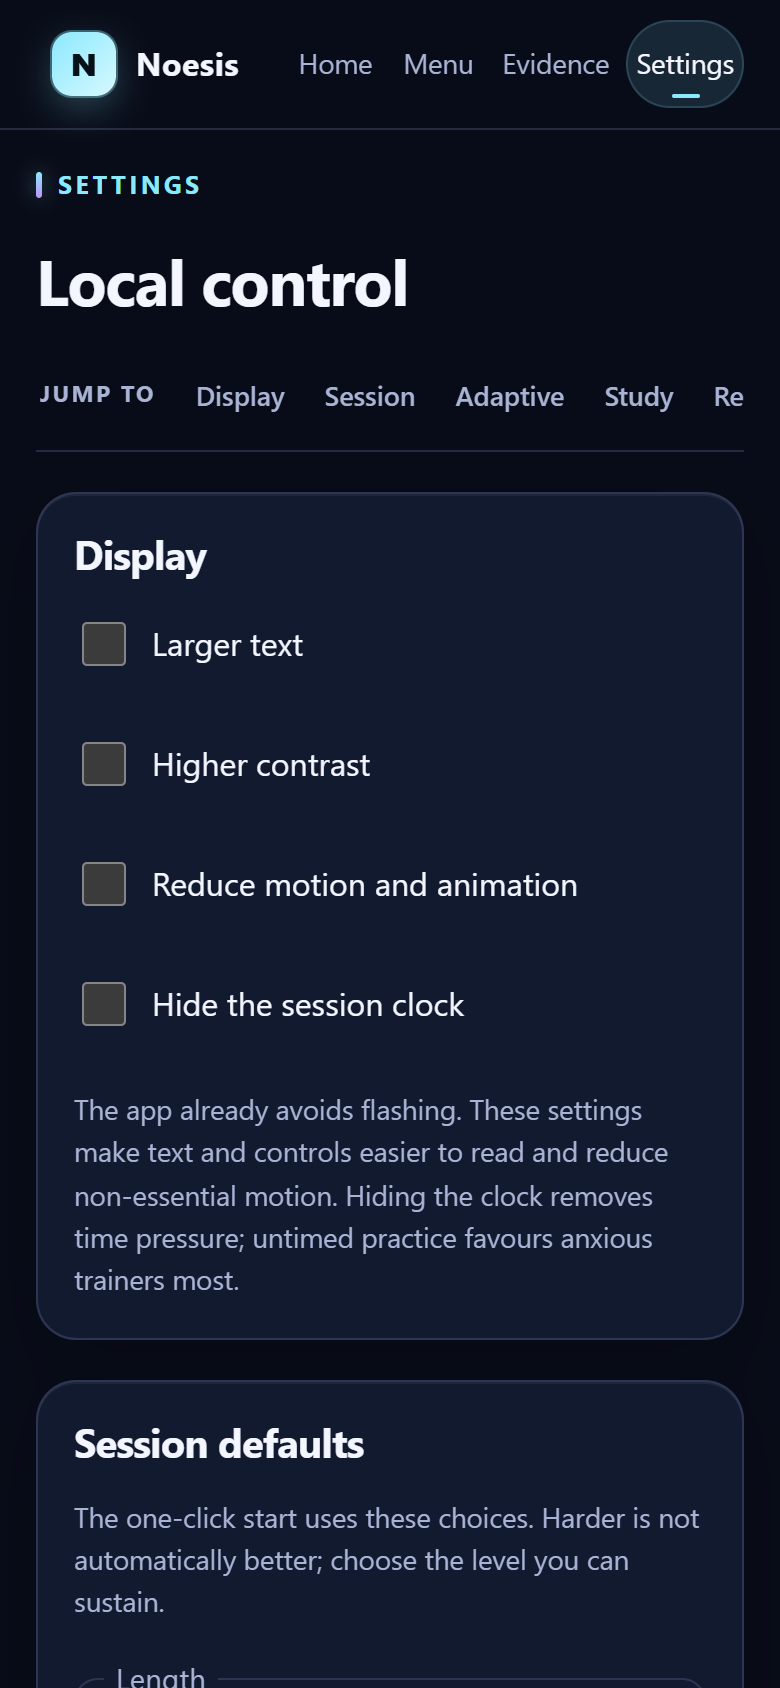 N Noesis Home Menu Evidence Settings
SETTINGS
Local control
JUMP TO Display Session Adaptive Study Re
Display
Larger text
Higher contrast
Reduce motion and animation
Hide the session clock
The app already avoids flashing. These settings
make text and controls easier to read and reduce
non-essential motion. Hiding the clock removes
time pressure; untimed practice favours anxious
trainers most.
Session defaults
The one-click start uses these choices. Harder is not
automatically better; choose the level you can
sustain.
Length